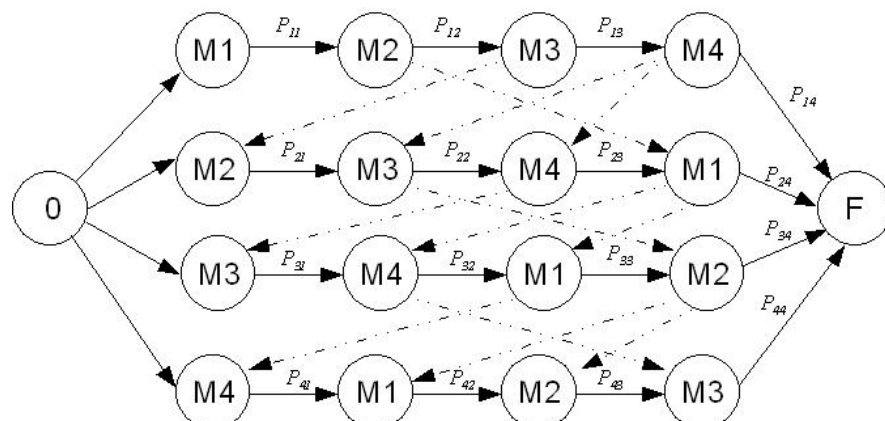 M1 P11 M2 P12 M3 P13 M4
P14
M2 P21 M3 P22 M4 P23 M1
P24
0
F
P34
M3 P31 M4 P32 M1 P33 M2
P44
M4 P41 M1 P42 M2 P43 M3